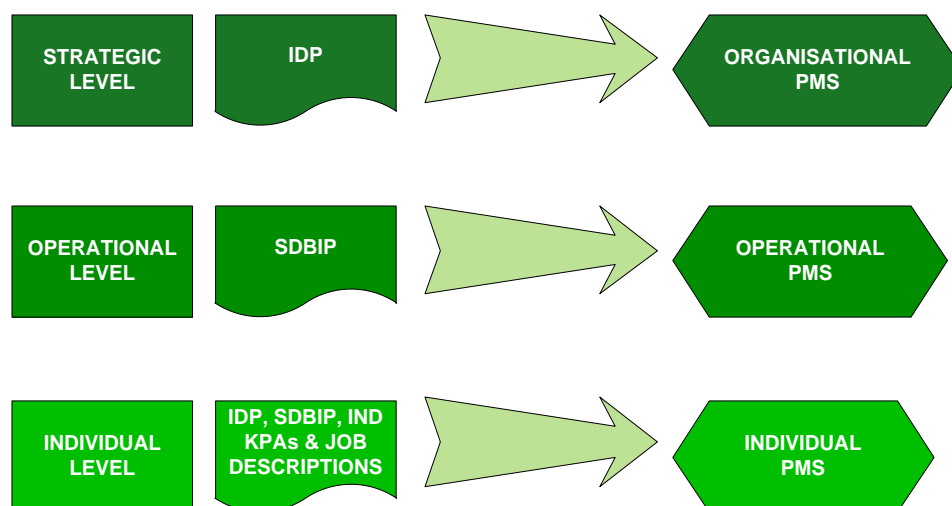 STRATEGIC
LEVEL
IDP
ORGANISATIONAL
PMS
OPERATIONAL
LEVEL
SDBIP
OPERATIONAL
PMS
INDIVIDUAL
LEVEL
IDP, SDBIP, IND
KPAs & JOB
DESCRIPTIONS
INDIVIDUAL
PMS